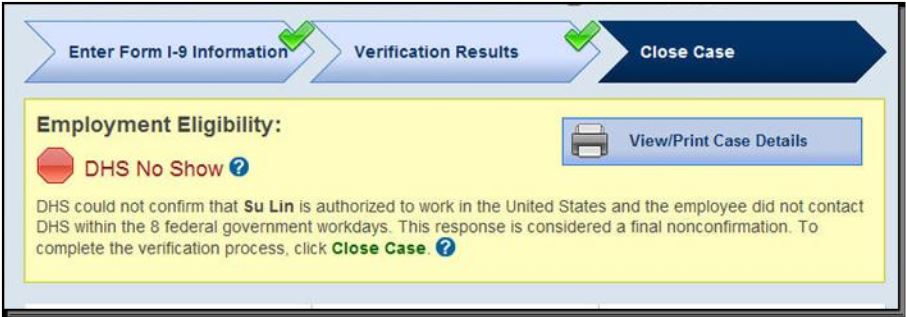 Enter Form I-9 Information
Verification Results
Close Case
Employment Eligibility:
View/Print Case Details
DHS No Show ?
DHS could not confirm that Su Lin is authorized to work in the United States and the employee did not contact
DHS within the 8 federal government workdays. This response is considered a final nonconfirmation. To
complete the verification process, click Close Case. ?